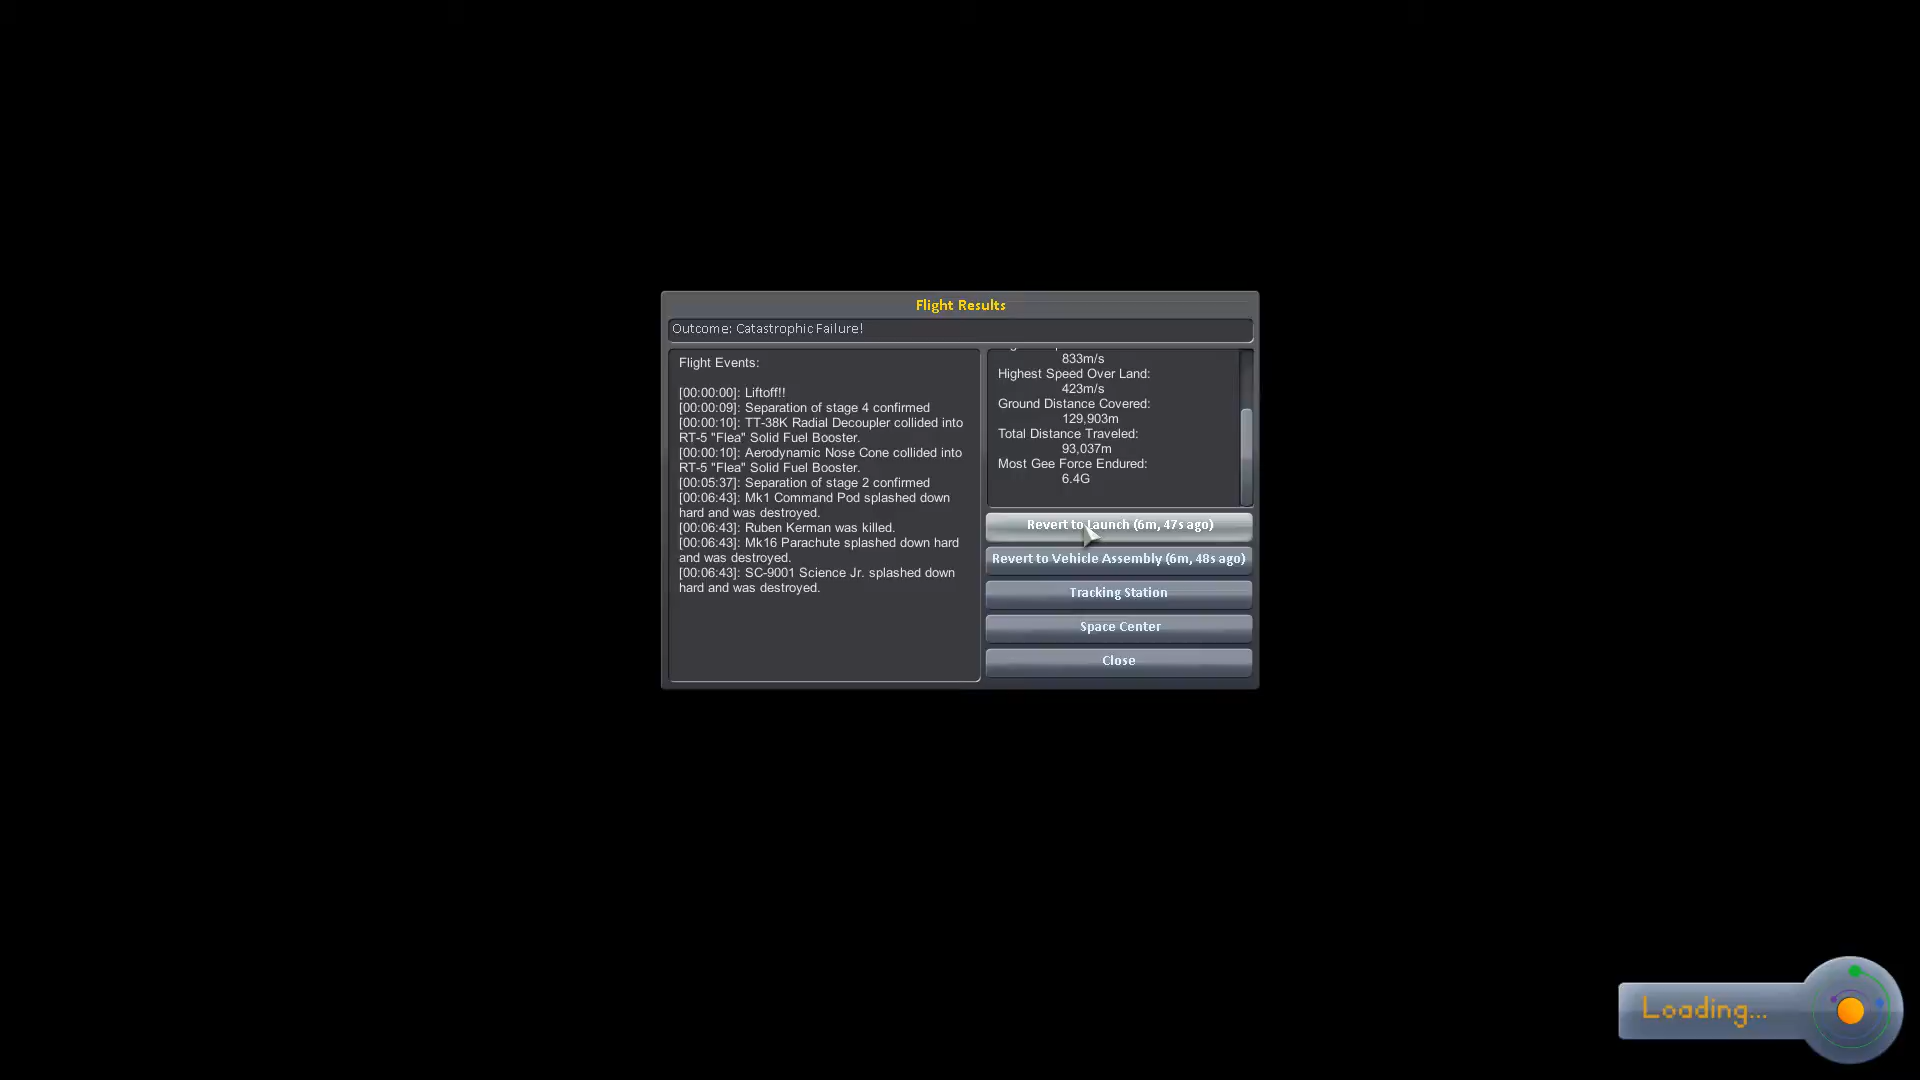 Flight Results
Outcome: Catastrophic Failure!
Flight Events:
[00:00:00]: Liftoff!!
[00:00:09]: Separation of stage 4 confirmed
[00:00:10]: TT-38K Radial Decoupler collided into
RT-5 "Flea" Solid Fuel Booster.
[00:00:10]: Aerodynamic Nose Cone collided into
RT-5 "Flea" Solid Fuel Booster.
[00:05:37]: Separation of stage 2 confirmed
[00:06:43]: Mk1 Command Pod splashed down
hard and was destroyed.
[00:06:43]: Ruben Kerman was killed.
[00:06:43]: Mk16 Parachute splashed down hard
and was destroyed.
[00:06:43]: SC-9001 Science Jr. splashed down
hard and was destroyed.
833m/s
Highest Speed Over Land:
423m/s
Ground Distance Covered:
129,903m
Total Distance Traveled:
93,037m
Most Gee Force Endured:
6.4G
Revert to Launch (6m, 47s ago)
Revert to Vehicle Assembly (6m, 48s ago)
Tracking Station
Space Center
Close
Loading...